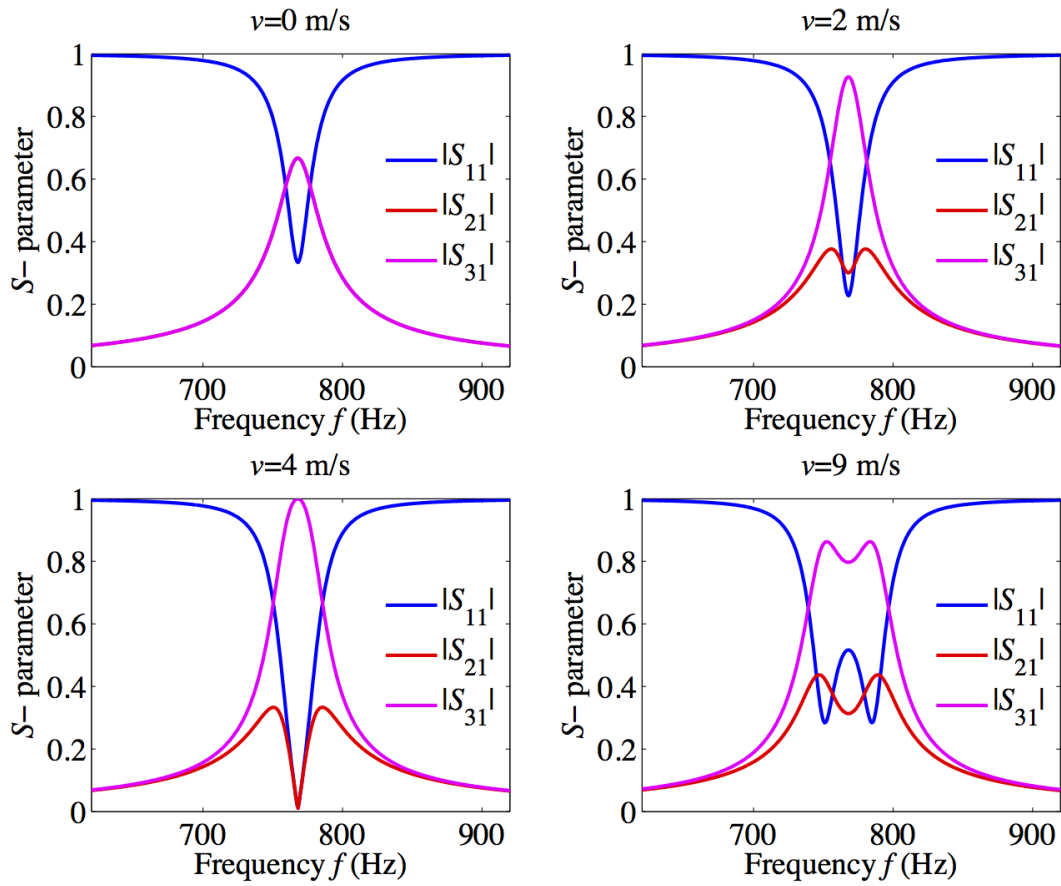 v=0 m/s
1
0.8
0.6
0.4
0.2
0
S− parameter
|S11|
|S21|
|S31|
700
800
900
Frequency f (Hz)
v=2 m/s
1
0.8
0.6
0.4
0.2
0
S− parameter
|S11|
|S21|
|S31|
700
800
900
Frequency f (Hz)
v=4 m/s
1
0.8
0.6
0.4
0.2
0
S− parameter
|S11|
|S21|
|S31|
700
800
900
Frequency f (Hz)
v=9 m/s
1
0.8
0.6
0.4
0.2
0
S− parameter
|S11|
|S21|
|S31|
700
800
900
Frequency f (Hz)